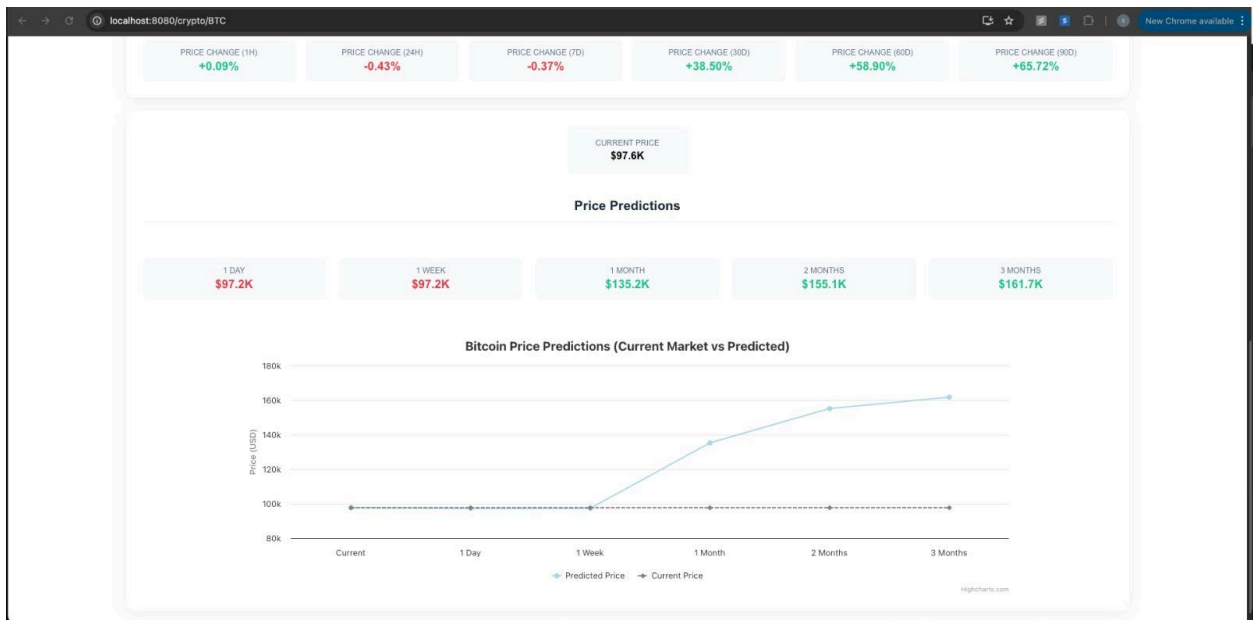 localhost:8080/crypto/BTC
New Chrome available
PRICE CHANGE (1H) PRICE CHANGE (24H) PRICE CHANGE (7D) PRICE CHANGE (30D) PRICE CHANGE (60D) PRICE CHANGE (90D)
+0.09% -0.43% -0.37% +38.50% +58.90% +65.72%
CURRENT PRICE
$97.6K
Price Predictions
1 DAY 1 WEEK 1 MONTH 2 MONTHS 3 MONTHS
$97.2K $97.2K $135.2K $155.1K $161.7K
Bitcoin Price Predictions (Current Market vs Predicted)
Price (USD)
180k
160k
140k
120k
100k
80k
Current 1 Day 1 Week 1 Month 2 Months 3 Months
Predicted Price Current Price
Highcharts.com